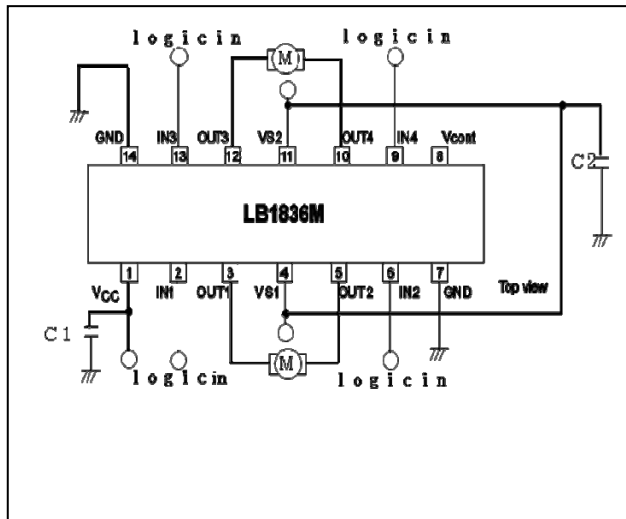 logicin logicin
M
GND IN3 OUT3 VS2 OUT4 IN4 Vcont
14 13 12 11 10 9 8
C2
LB1836M
1 2 3 4 5 6 7
VCC IN1 OUT1 VS1 OUT2 IN2 GND Top view
C1
M
logicin logicin